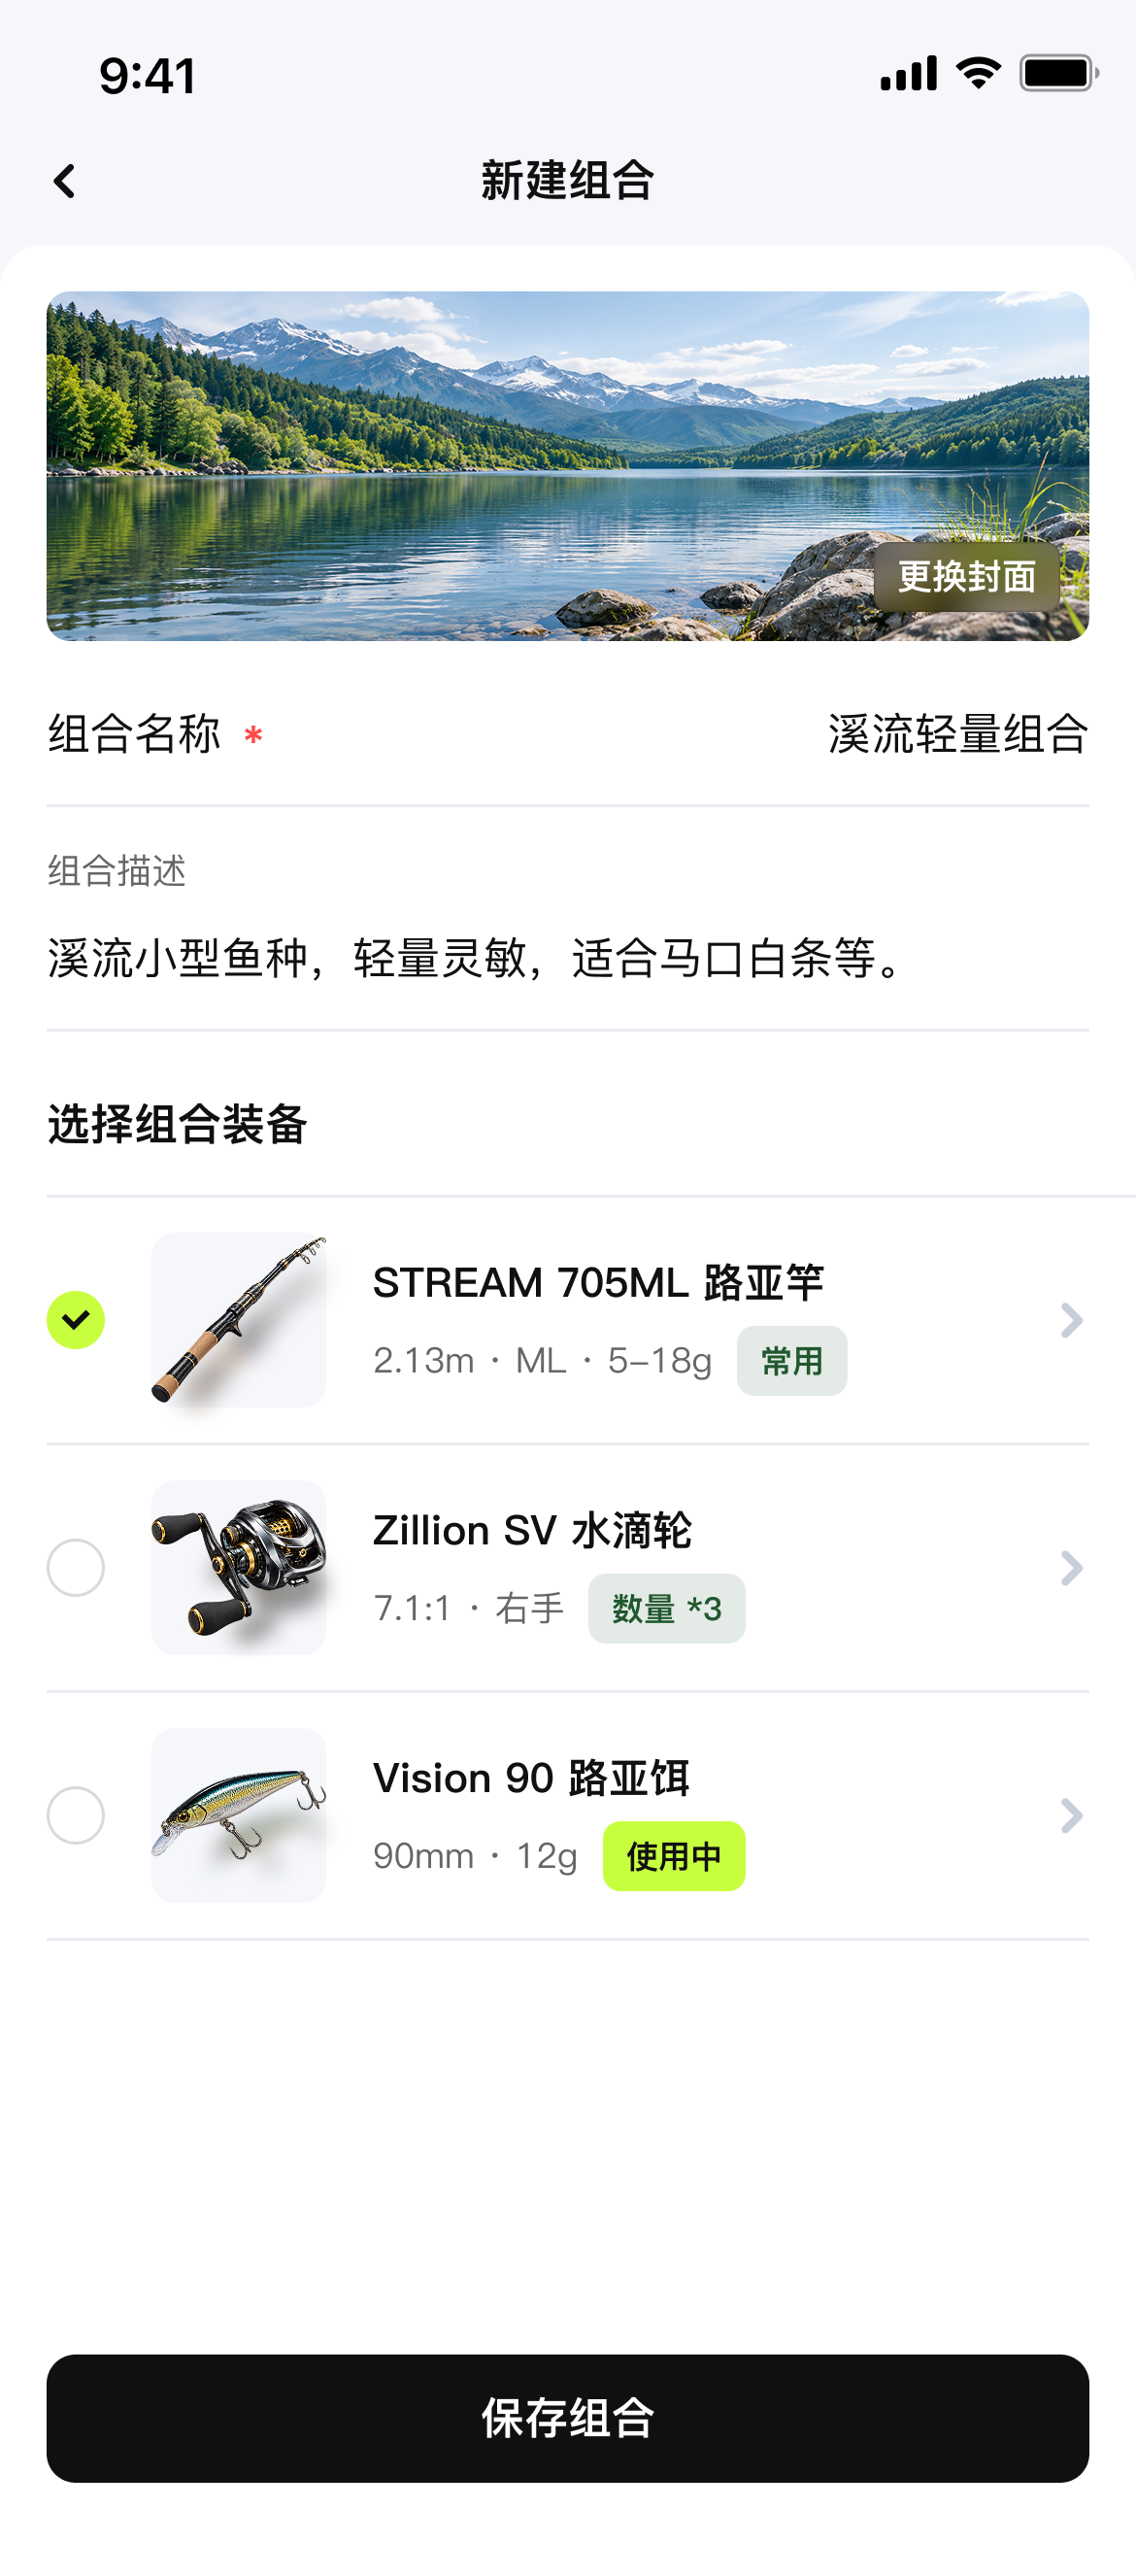 9:41
新建组合
更换封面
组合名称 * 溪流轻量组合
组合描述
溪流小型鱼种，轻量灵敏，适合马口白条等。
选择组合装备
STREAM 705ML 路亚竿
2.13m · ML · 5–18g 常用
Zillion SV 水滴轮
7.1:1 · 右手 数量 *3
Vision 90 路亚饵
90mm · 12g 使用中
保存组合